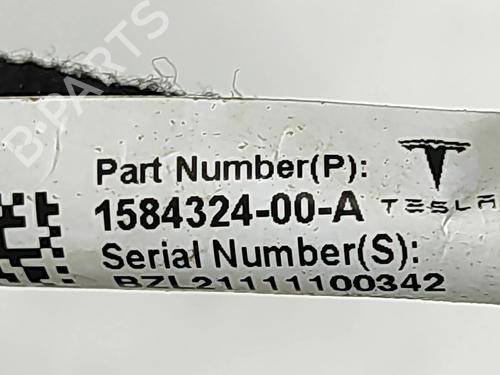 B-PARTS
Part Number(P):
1584324-00-A TESLA
Serial Number(S):
BZL21111100342